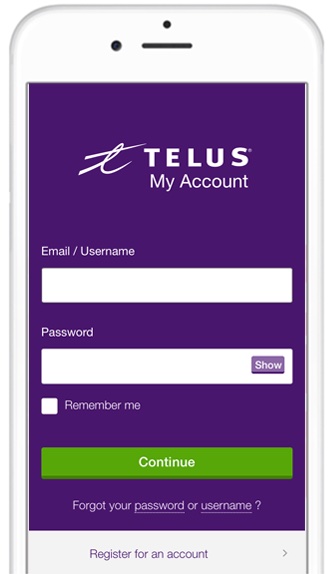 TELUS®
My Account
Email / Username
Password
Show
Remember me
Continue
Forgot your password or username ?
Register for an account